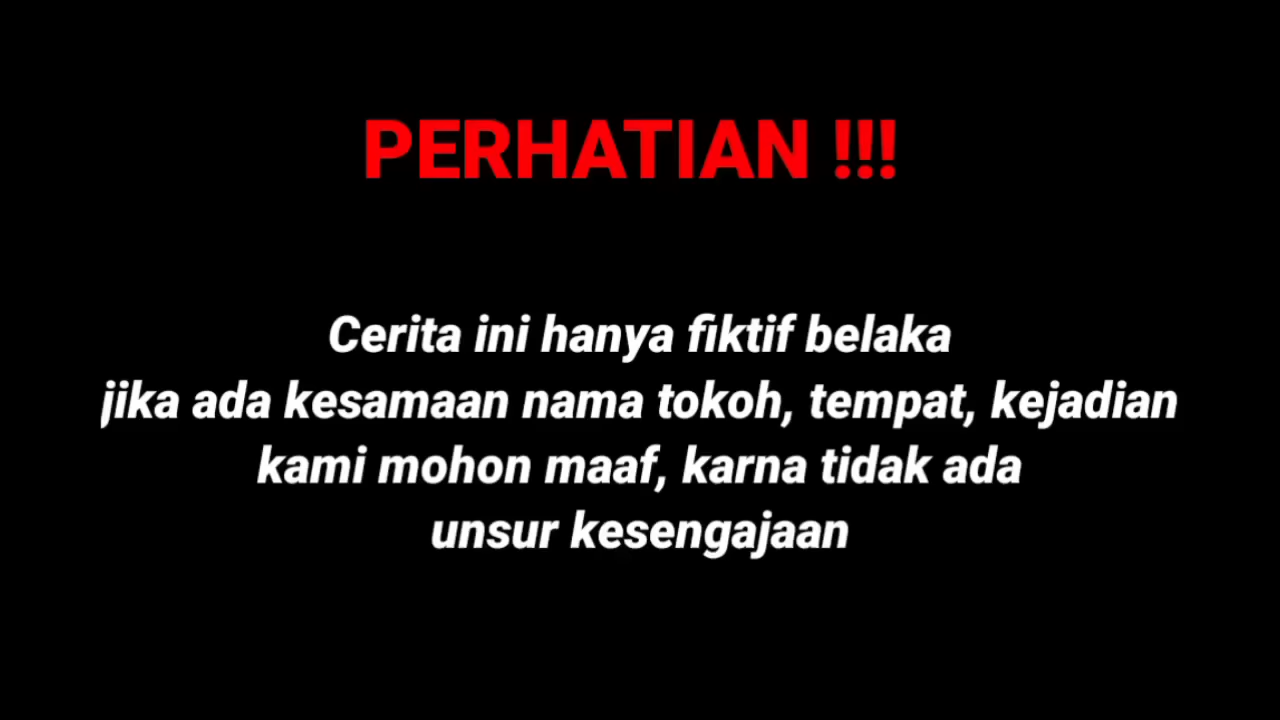 PERHATIAN !!!
Cerita ini hanya fiktif belaka
jika ada kesamaan nama tokoh, tempat, kejadian
kami mohon maaf, karna tidak ada
unsur kesengajaan